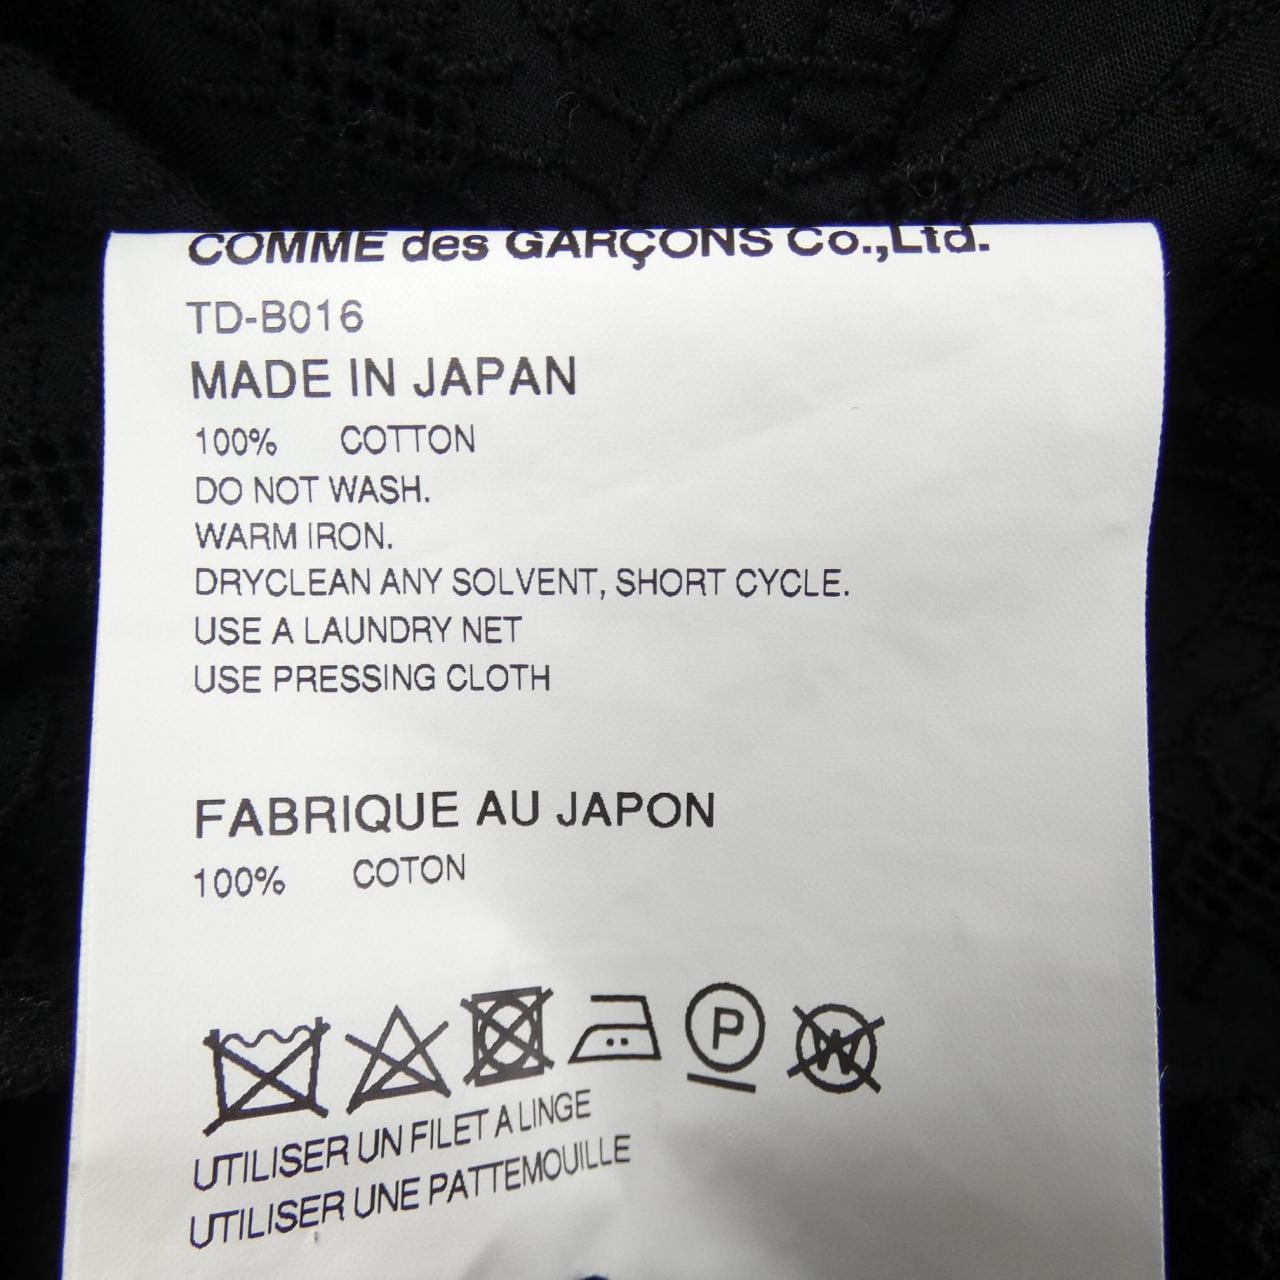 COMME des GARÇONS Co.,Ltd.
TD-B016
MADE IN JAPAN
100% COTTON
DO NOT WASH.
WARM IRON.
DRYCLEAN ANY SOLVENT, SHORT CYCLE.
USE A LAUNDRY NET
USE PRESSING CLOTH
FABRIQUE AU JAPON
100% COTON
P W
UTILISER UN FILET A LINGE
UTILISER UNE PATTEMOUILLE